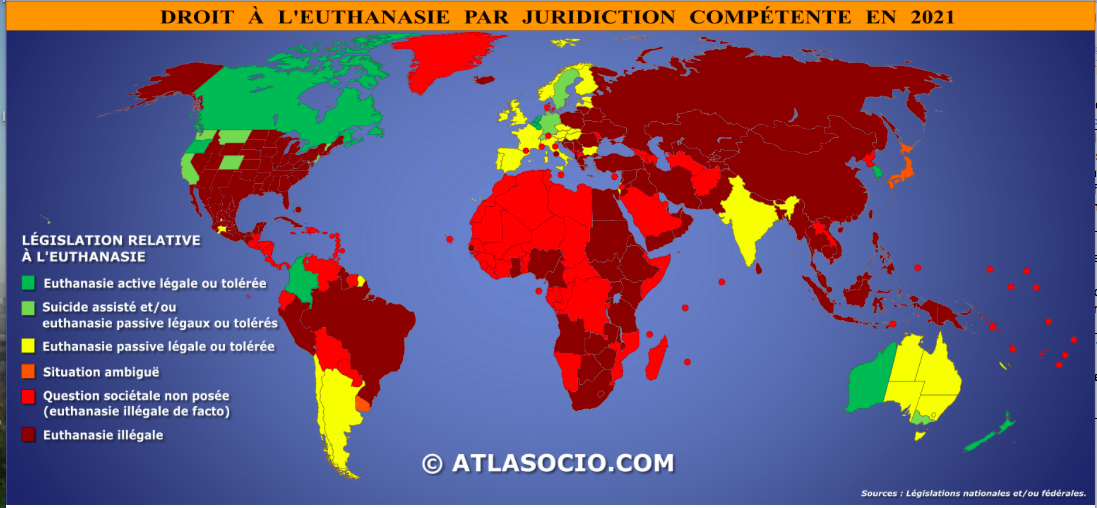 DROIT À L'EUTHANASIE PAR JURIDICTION COMPÉTENTE EN 2021
LÉGISLATION RELATIVE
À L'EUTHANASIE
Euthanasie active légale ou tolérée
Suicide assisté et/ou
euthanasie passive légaux ou tolérés
Euthanasie passive légale ou tolérée
Situation ambiguë
Question sociétale non posée
(euthanasie illégale de facto)
Euthanasie illégale
© ATLASOCIO.COM
Sources : Législations nationales et/ou fédérales.